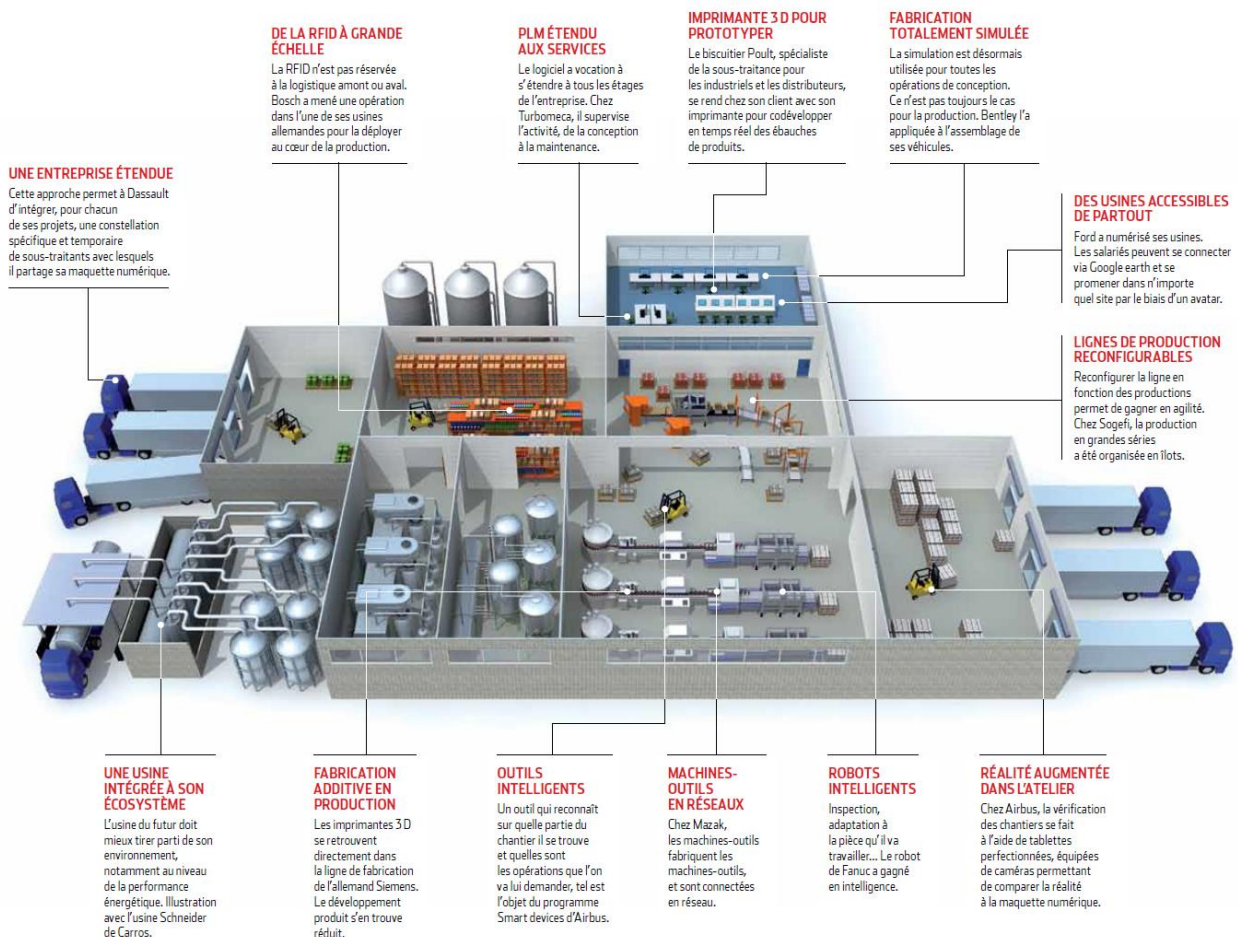 DE LA RFID À GRANDE
ÉCHELLE
La RFID n'est pas réservée
à la logistique amont ou aval.
Bosch a mené une opération
dans l'une de ses usines
allemandes pour la déployer
au cœur de la production.
PLM ÉTENDU
AUX SERVICES
Le logiciel a vocation à
s'étendre à tous les étages
de l'entreprise. Chez
Turbomeca, il supervise
l'activité, de la conception
à la maintenance.
IMPRIMANTE 3 D POUR
PROTOTYPER
Le biscuitier Poult, spécialiste
de la sous-traitance pour
les industriels et les distributeurs,
se rend chez son client avec son
imprimante pour codévelopper
en temps réel des ébauches
de produits.
FABRICATION
TOTALEMENT SIMULÉE
La simulation est désormais
utilisée pour toutes les
opérations de conception.
Ce n'est pas toujours le cas
pour la production. Bentley l'a
appliquée à l'assemblage de
ses véhicules.
UNE ENTREPRISE ÉTENDUE
Cette approche permet à Dassault
d'intégrer, pour chacun
de ses projets, une constellation
spécifique et temporaire
de sous-traitants avec lesquels
il partage sa maquette numérique.
DES USINES ACCESSIBLES
DE PARTOUT
Ford a numérisé ses usines.
Les salariés peuvent se connecter
via Google earth et se
promener dans n'importe
quel site par le biais d'un avatar.
LIGNES DE PRODUCTION
RECONFIGURABLES
Reconfigurer la ligne en
fonction des productions
permet de gagner en agilité.
Chez Sogefi, la production
en grandes séries
a été organisée en îlots.
UNE USINE
INTÉGRÉE À SON
ÉCOSYSTÈME
L'usine du futur doit
mieux tirer parti de son
environnement,
notamment au niveau
de la performance
énergétique. Illustration
avec l'usine Schneider
de Carros.
FABRICATION
ADDITIVE EN
PRODUCTION
Les imprimantes 3 D
se retrouvent
directement dans
la ligne de fabrication
de l'allemand Siemens.
Le développement
produit s'en trouve
réduit.
OUTILS
INTELLIGENTS
Un outil qui reconnaît
sur quelle partie du
chantier il se trouve
et quelles sont
les opérations que l'on
va lui demander, tel est
l'objet du programme
Smart devices d'Airbus.
MACHINES-
OUTILS
EN RÉSEAUX
Chez Mazak,
les machines-outils
fabriquent les
machines-outils,
et sont connectées
en réseau.
ROBOTS
INTELLIGENTS
Inspection,
adaptation à
la pièce qu'il va
travailler... Le robot
de Fanuc a gagné
en intelligence.
RÉALITÉ AUGMENTÉE
DANS L'ATELIER
Chez Airbus, la vérification
des chantiers se fait
à l'aide de tablettes
perfectionnées, équipées
de caméras permettant
de comparer la réalité
à la maquette numérique.